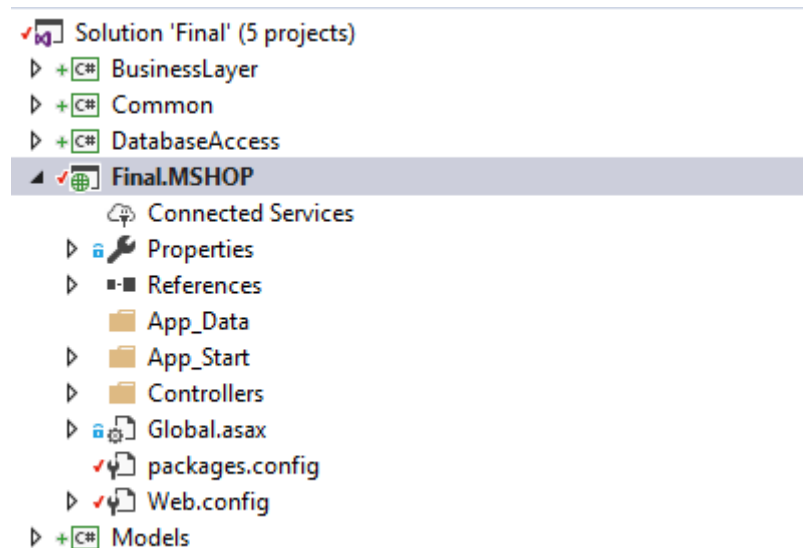 Solution 'Final' (5 projects)
C# BusinessLayer
C# Common
C# DatabaseAccess
Final.MSHOP
Connected Services
Properties
References
App_Data
App_Start
Controllers
Global.asax
packages.config
Web.config
C# Models